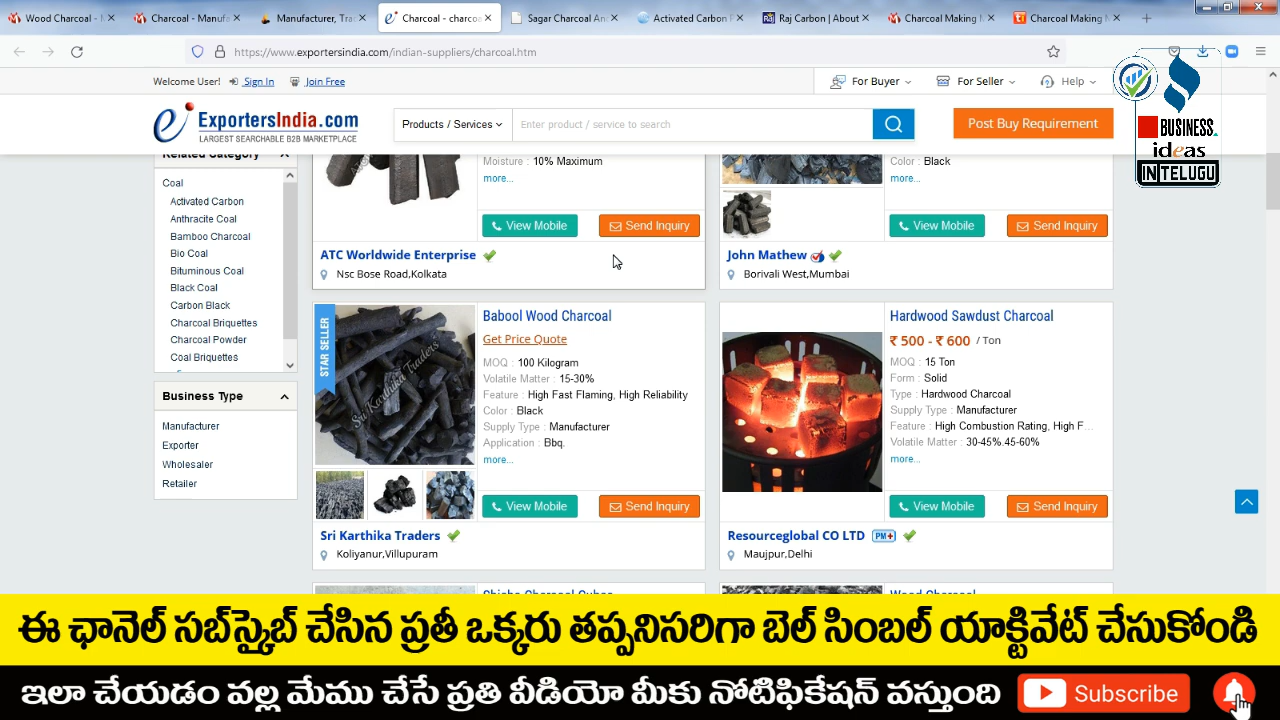 Wood Charcoal -
Charcoal - Manufa
Manufacturer, Tra
Charcoal - charco
Sagar Charcoal An
Activated Carbon
Raj Carbon | About
Charcoal Making
Charcoal Making
https://www.exportersindia.com/indian-suppliers/charcoal.htm
Welcome User!
Sign In
Join Free
For Buyer
For Seller
Help
ExportersIndia.com
LARGEST SEARCHABLE B2B MARKETPLACE
Products / Services
Enter product / service to search
Post Buy Requirement
BUSINESS
ideas
IN TELUGU
Related Category
Coal
Activated Carbon
Anthracite Coal
Bamboo Charcoal
Bio Coal
Bituminous Coal
Black Coal
Carbon Black
Charcoal Briquettes
Charcoal Powder
Coal Briquettes
Business Type
Manufacturer
Exporter
Wholesaler
Retailer
Moisture : 10% Maximum
more...
View Mobile
Send Inquiry
ATC Worldwide Enterprise
Nsc Bose Road,Kolkata
Color : Black
more...
View Mobile
Send Inquiry
John Mathew
Borivali West,Mumbai
STAR SELLER
Sri Karthika Traders
Babool Wood Charcoal
Get Price Quote
MOQ : 100 Kilogram
Volatile Matter : 15-30%
Feature : High Fast Flaming, High Reliability
Color : Black
Supply Type : Manufacturer
Application : Bbq.
more...
View Mobile
Send Inquiry
Sri Karthika Traders
Koliyanur,Villupuram
Hardwood Sawdust Charcoal
₹ 500 - ₹ 600 / Ton
MOQ : 15 Ton
Form : Solid
Type : Hardwood Charcoal
Supply Type : Manufacturer
Feature : High Combustion Rating, High F...
Volatile Matter : 30-45%.45-60%
more...
View Mobile
Send Inquiry
Resourceglobal CO LTD PM+
Maujpur,Delhi
ఈ ఛానెల్ సబ్‌స్క్రైబ్ చేసిన ప్రతీ ఒక్కరు తప్పనిసరిగా బెల్ సింబల్ యాక్టివేట్ చేసుకోండి
ఇలా చేయడం వల్ల మేము చేసే ప్రతి వీడియో మీకు నోటిఫికేషన్ వస్తుంది
Subscribe